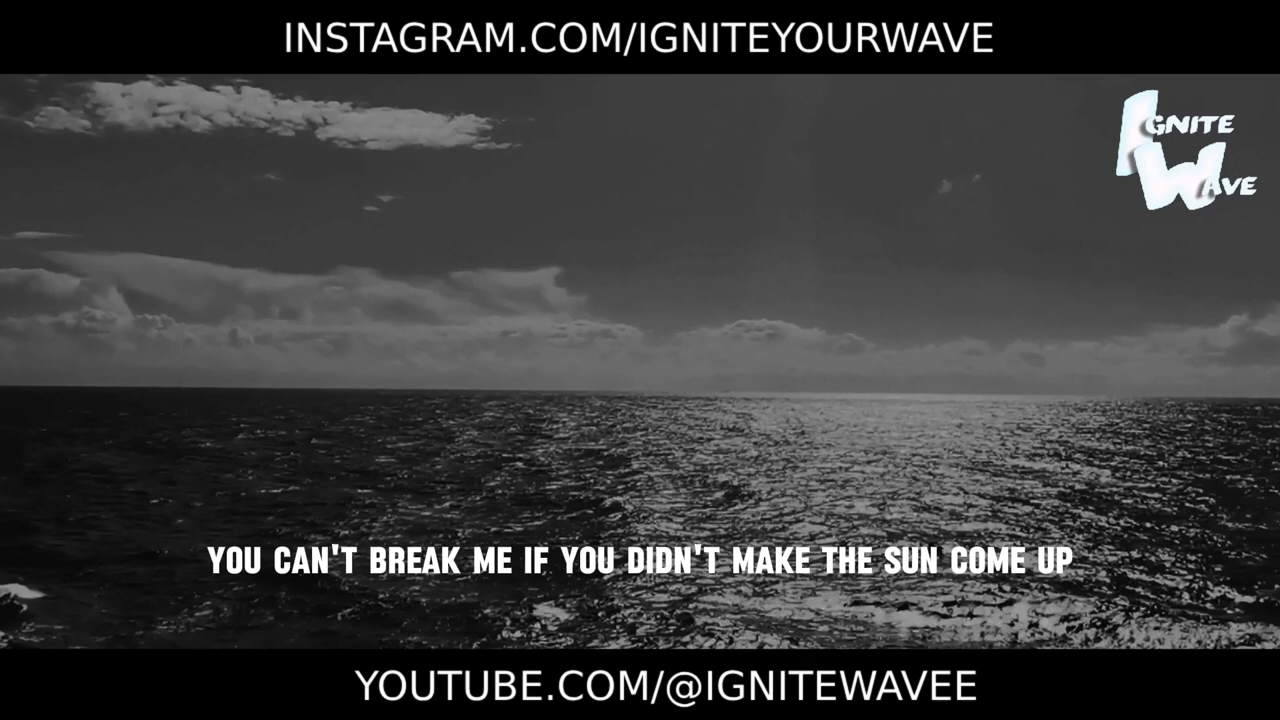 INSTAGRAM.COM/IGNITEYOURWAVE
IGNITE
WAVE
YOU CAN'T BREAK ME IF YOU DIDN'T MAKE THE SUN COME UP
YOUTUBE.COM/@IGNITEWAVEE